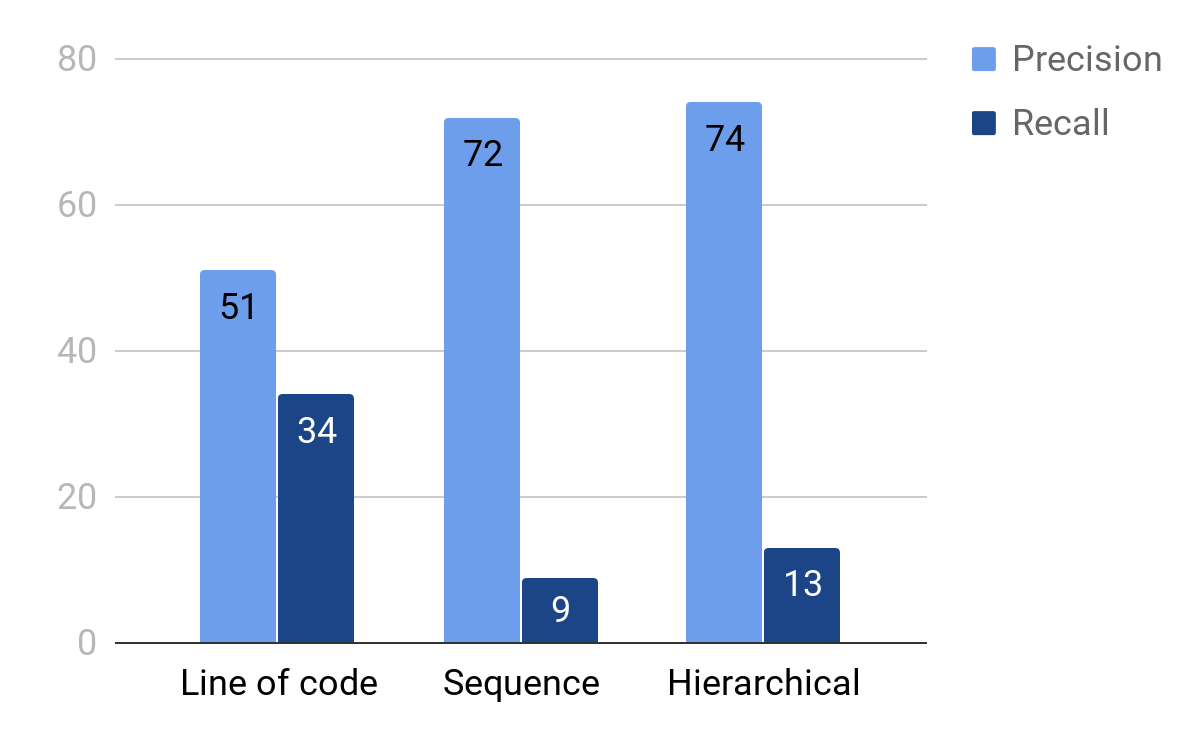 80
60
40
20
0
51
34
72
9
74
13
Line of code
Sequence
Hierarchical
Precision
Recall